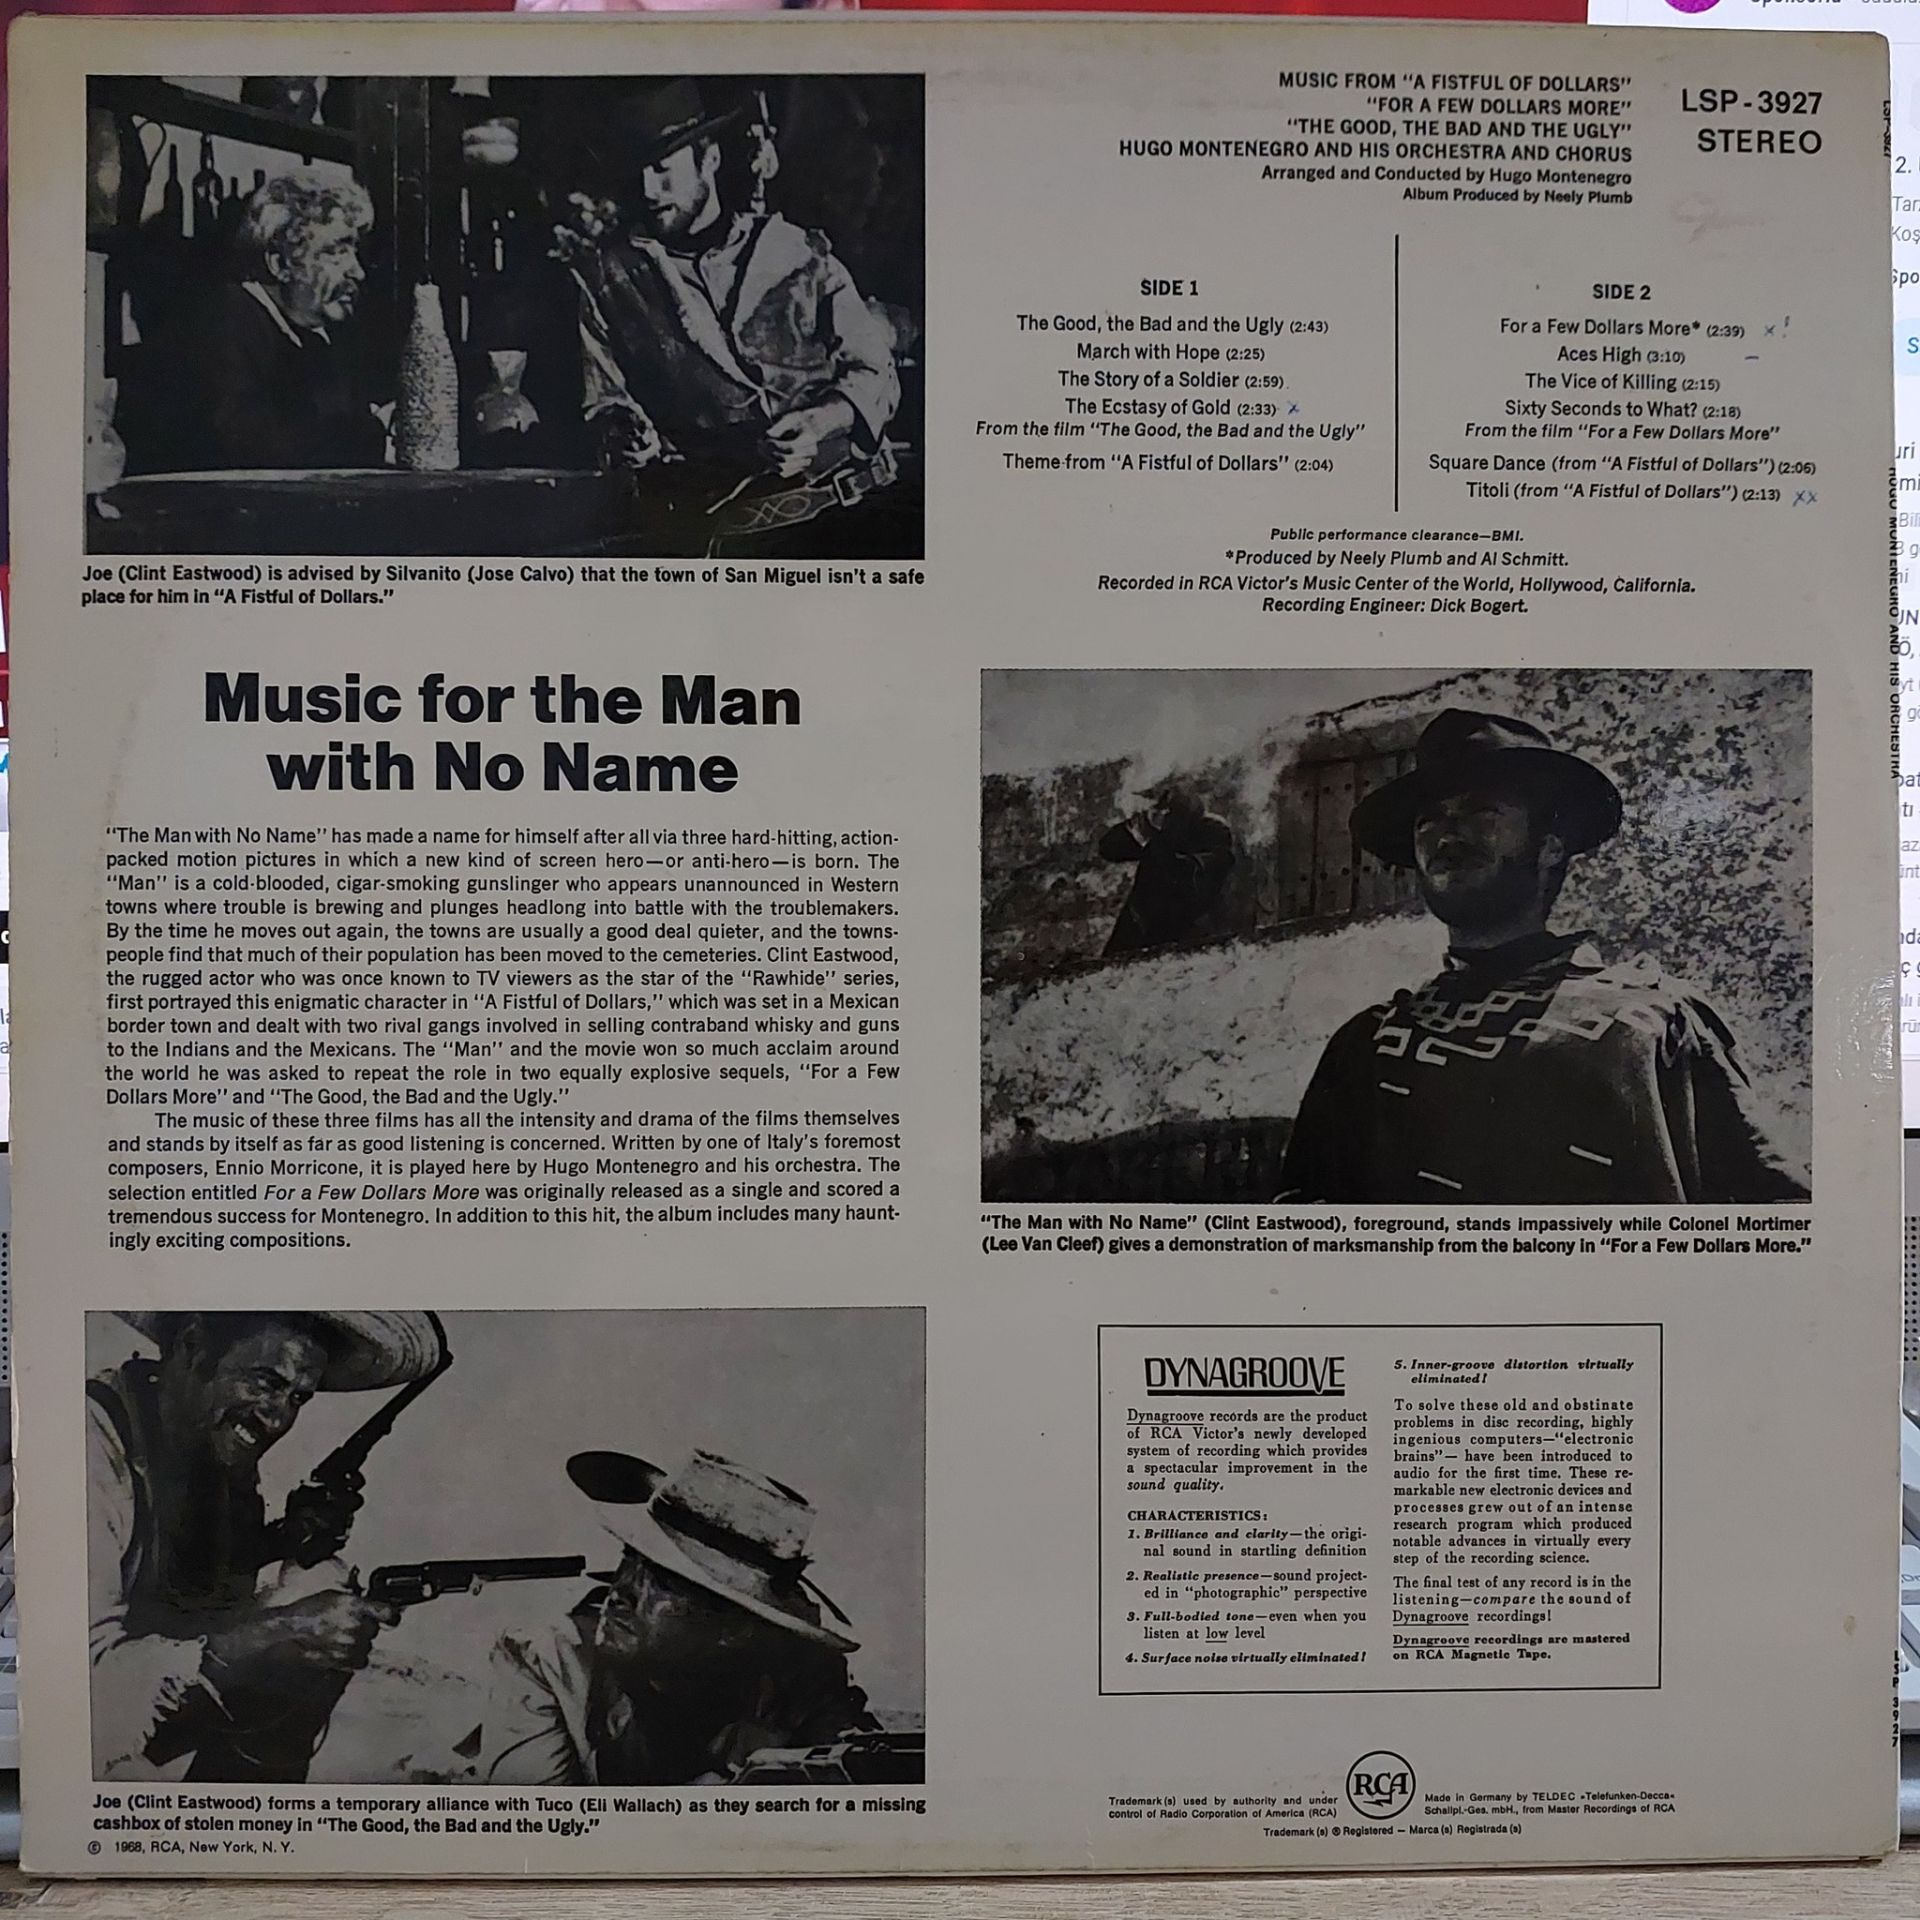 MUSIC FROM “A FISTFUL OF DOLLARS”
“FOR A FEW DOLLARS MORE”
“THE GOOD, THE BAD AND THE UGLY”
HUGO MONTENEGRO AND HIS ORCHESTRA AND CHORUS
Arranged and Conducted by Hugo Montenegro
Album Produced by Neely Plumb
LSP - 3927
STEREO
SIDE 1
The Good, the Bad and the Ugly (2:43)
March with Hope (2:25)
The Story of a Soldier (2:59)
The Ecstasy of Gold (2:33) x
From the film “The Good, the Bad and the Ugly”
Theme from “A Fistful of Dollars” (2:04)
SIDE 2
For a Few Dollars More* (2:39) x !
Aces High (3:10) –
The Vice of Killing (2:15)
Sixty Seconds to What? (2:18)
From the film “For a Few Dollars More”
Square Dance (from “A Fistful of Dollars”) (2:06)
Titoli (from “A Fistful of Dollars”) (2:13) xx
Public performance clearance—BMI.
*Produced by Neely Plumb and Al Schmitt.
Recorded in RCA Victor’s Music Center of the World, Hollywood, California.
Recording Engineer: Dick Bogert.
Joe (Clint Eastwood) is advised by Silvanito (Jose Calvo) that the town of San Miguel isn’t a safe
place for him in “A Fistful of Dollars.”
Music for the Man
with No Name
“The Man with No Name” has made a name for himself after all via three hard-hitting, action-
packed motion pictures in which a new kind of screen hero—or anti-hero—is born. The
“Man” is a cold-blooded, cigar-smoking gunslinger who appears unannounced in Western
towns where trouble is brewing and plunges headlong into battle with the troublemakers.
By the time he moves out again, the towns are usually a good deal quieter, and the towns-
people find that much of their population has been moved to the cemeteries. Clint Eastwood,
the rugged actor who was once known to TV viewers as the star of the “Rawhide” series,
first portrayed this enigmatic character in “A Fistful of Dollars,” which was set in a Mexican
border town and dealt with two rival gangs involved in selling contraband whisky and guns
to the Indians and the Mexicans. The “Man” and the movie won so much acclaim around
the world he was asked to repeat the role in two equally explosive sequels, “For a Few
Dollars More” and “The Good, the Bad and the Ugly.”
The music of these three films has all the intensity and drama of the films themselves
and stands by itself as far as good listening is concerned. Written by one of Italy’s foremost
composers, Ennio Morricone, it is played here by Hugo Montenegro and his orchestra. The
selection entitled For a Few Dollars More was originally released as a single and scored a
tremendous success for Montenegro. In addition to this hit, the album includes many haunt-
ingly exciting compositions.
“The Man with No Name” (Clint Eastwood), foreground, stands impassively while Colonel Mortimer
(Lee Van Cleef) gives a demonstration of marksmanship from the balcony in “For a Few Dollars More.”
Joe (Clint Eastwood) forms a temporary alliance with Tuco (Eli Wallach) as they search for a missing
cashbox of stolen money in “The Good, the Bad and the Ugly.”
© 1968, RCA, New York, N. Y.
DYNAGROOVE
Dynagroove records are the product
of RCA Victor’s newly developed
system of recording which provides
a spectacular improvement in the
sound quality.
CHARACTERISTICS:
1. Brilliance and clarity—the origi-
nal sound in startling definition
2. Realistic presence—sound project-
ed in “photographic” perspective
3. Full-bodied tone—even when you
listen at low level
4. Surface noise virtually eliminated!
5. Inner-groove distortion virtually
eliminated!
To solve these old and obstinate
problems in disc recording, highly
ingenious computers—“electronic
brains”— have been introduced to
audio for the first time. These re-
markable new electronic devices and
processes grew out of an intense
research program which produced
notable advances in virtually every
step of the recording science.
The final test of any record is in the
listening—compare the sound of
Dynagroove recordings!
Dynagroove recordings are mastered
on RCA Magnetic Tape.
Trademark(s) used by authority and under
control of Radio Corporation of America (RCA)
RCA
Made in Germany by TELDEC »Telefunken-Decca«
Schallpl.-Ges. mbH., from Master Recordings of RCA
Trademark (s) ® Registered — Marca (s) Registrada (s)
LSP-3927
HUGO MONTENEGRO AND HIS ORCHESTRA
LSP 3927